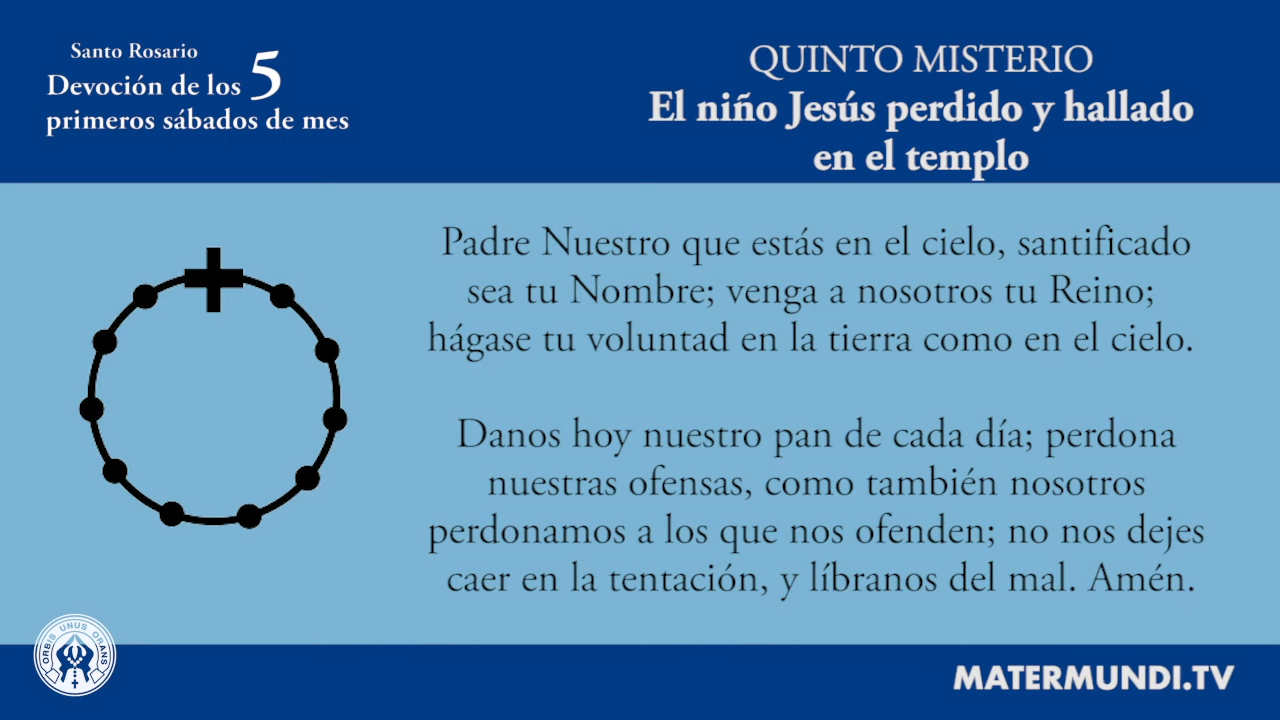 Santo Rosario
Devoción de los 5
primeros sábados de mes
QUINTO MISTERIO
El niño Jesús perdido y hallado
en el templo
Padre Nuestro que estás en el cielo, santificado
sea tu Nombre; venga a nosotros tu Reino;
hágase tu voluntad en la tierra como en el cielo.
Danos hoy nuestro pan de cada día; perdona
nuestras ofensas, como también nosotros
perdonamos a los que nos ofenden; no nos dejes
caer en la tentación, y líbranos del mal. Amén.
ORBIS UNUS ORANS
MATERMUNDI.TV